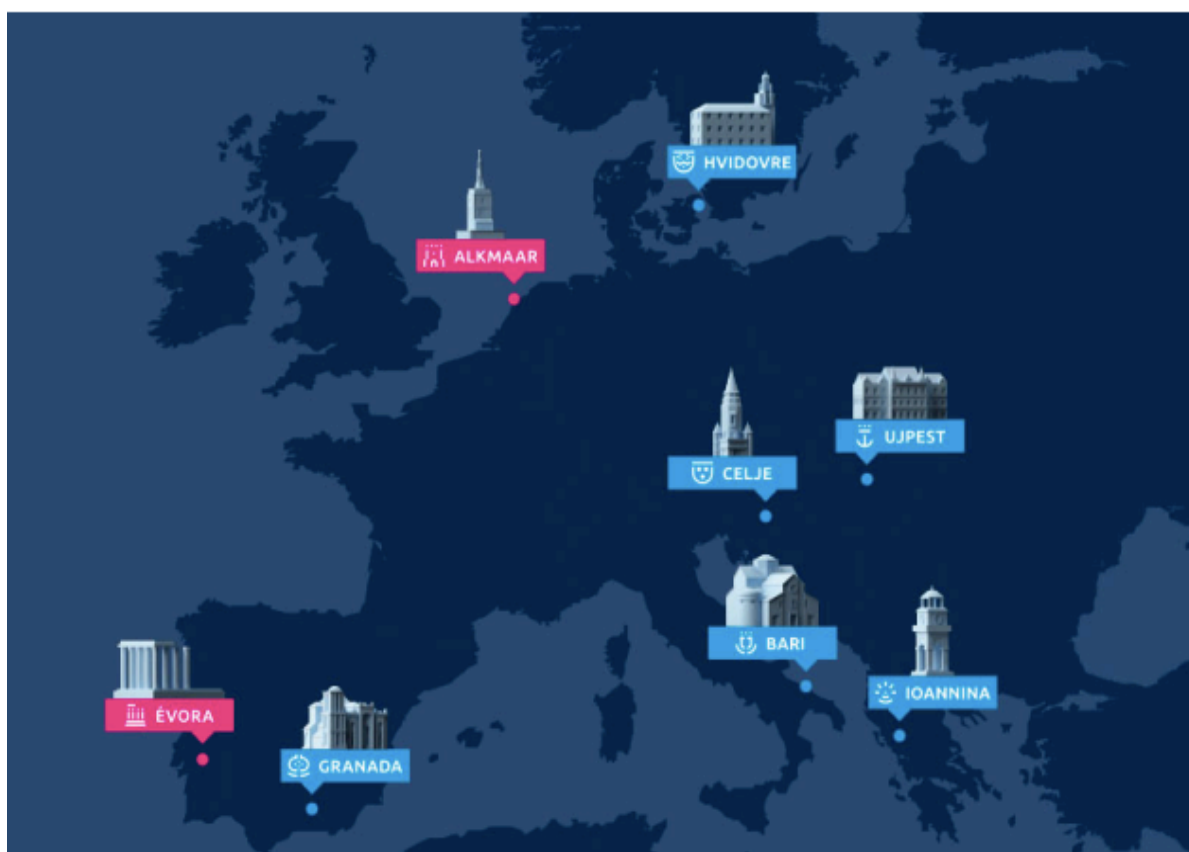 HVIDOVRE
ALKMAAR
UJPEST
CELJE
BARI
IOANNINA
ÉVORA
GRANADA